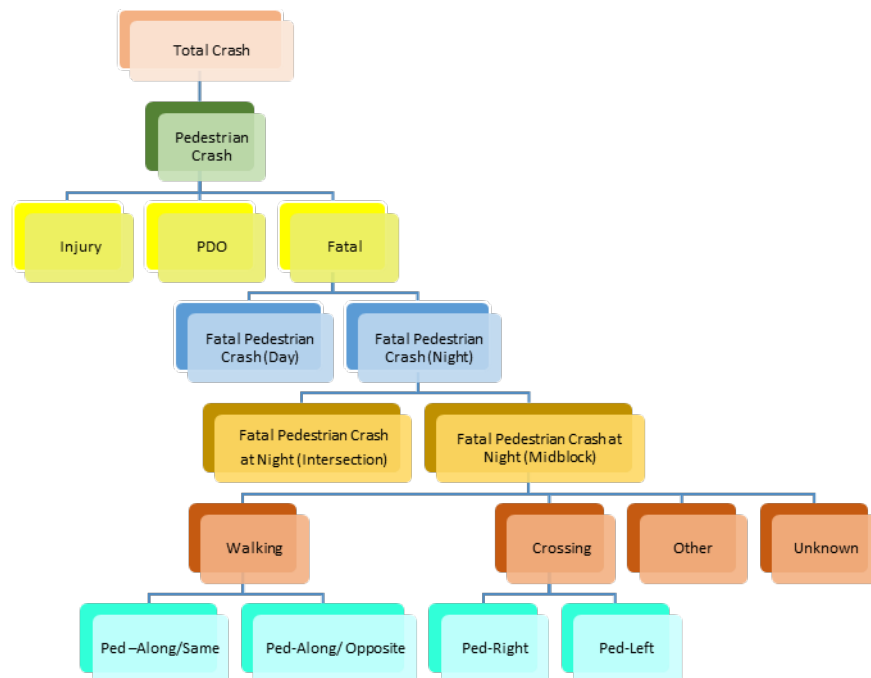 Total Crash
Pedestrian
Crash
Injury
PDO
Fatal
Fatal Pedestrian
Crash (Day)
Fatal Pedestrian
Crash (Night)
Fatal Pedestrian Crash
at Night (Intersection)
Fatal Pedestrian Crash at
Night (Midblock)
Walking
Crossing
Other
Unknown
Ped –Along/Same
Ped-Along/ Opposite
Ped-Right
Ped-Left